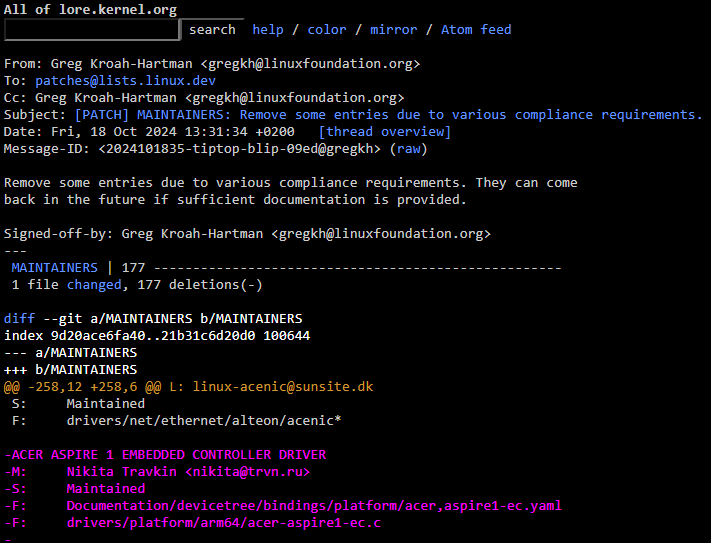 All of lore.kernel.org
search help / color / mirror / Atom feed
From: Greg Kroah-Hartman <gregkh@linuxfoundation.org>
To: patches@lists.linux.dev
Cc: Greg Kroah-Hartman <gregkh@linuxfoundation.org>
Subject: [PATCH] MAINTAINERS: Remove some entries due to various compliance requirements.
Date: Fri, 18 Oct 2024 13:31:34 +0200 [thread overview]
Message-ID: <2024101835-tiptop-blip-09ed@gregkh> (raw)
Remove some entries due to various compliance requirements. They can come
back in the future if sufficient documentation is provided.
Signed-off-by: Greg Kroah-Hartman <gregkh@linuxfoundation.org>
---
MAINTAINERS | 177 -----------------------------------------------------
1 file changed, 177 deletions(-)
diff --git a/MAINTAINERS b/MAINTAINERS
index 9d20ace6fa40..21b31c6d20d0 100644
--- a/MAINTAINERS
+++ b/MAINTAINERS
@@ -258,12 +258,6 @@ L: linux-acenic@sunsite.dk
S: Maintained
F: drivers/net/ethernet/alteon/acenic*
-ACER ASPIRE 1 EMBEDDED CONTROLLER DRIVER
-M: Nikita Travkin <nikita@trvn.ru>
-S: Maintained
-F: Documentation/devicetree/bindings/platform/acer,aspire1-ec.yaml
-F: drivers/platform/arm64/acer-aspire1-ec.c
-